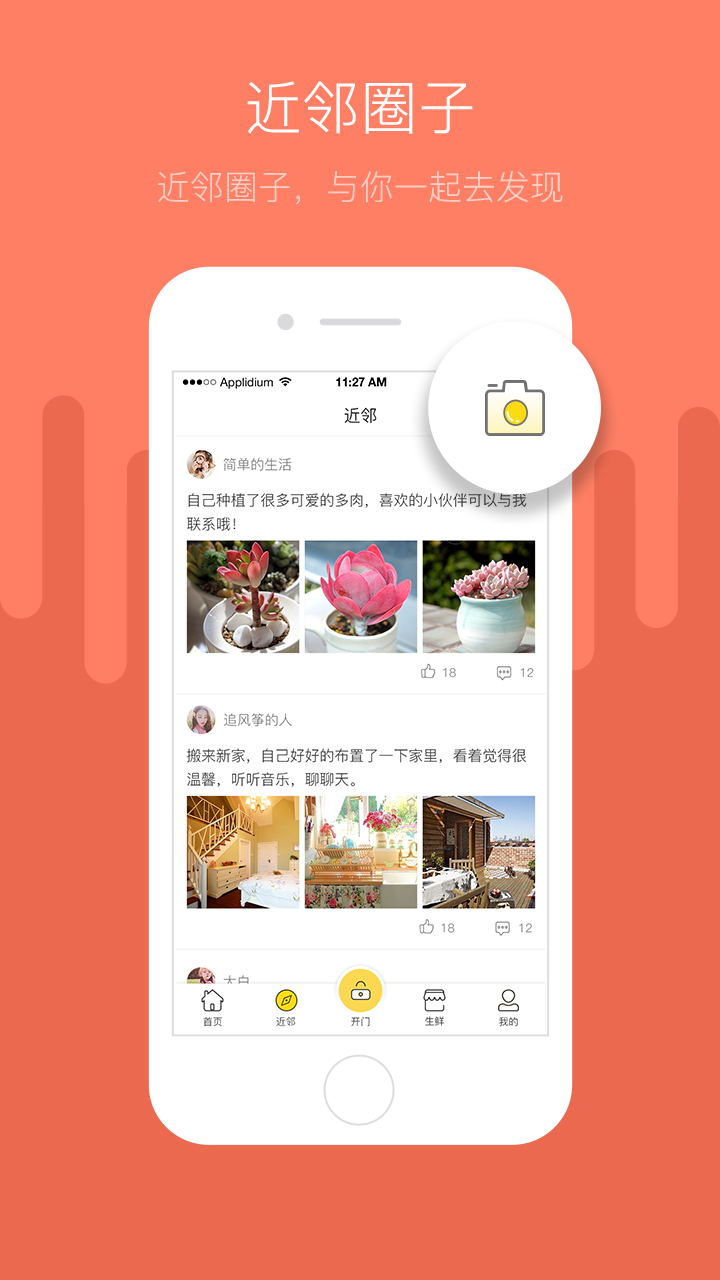 近邻圈子
近邻圈子，与你一起去发现
Applidium 11:27 AM
近邻
简单的生活
自己种植了很多可爱的多肉，喜欢的小伙伴可以与我
联系哦！
18 12
追风筝的人
搬来新家，自己好好的布置了一下家里，看着觉得很
温馨，听听音乐，聊聊天。
18 12
首页 近邻 开门 生鲜 我的